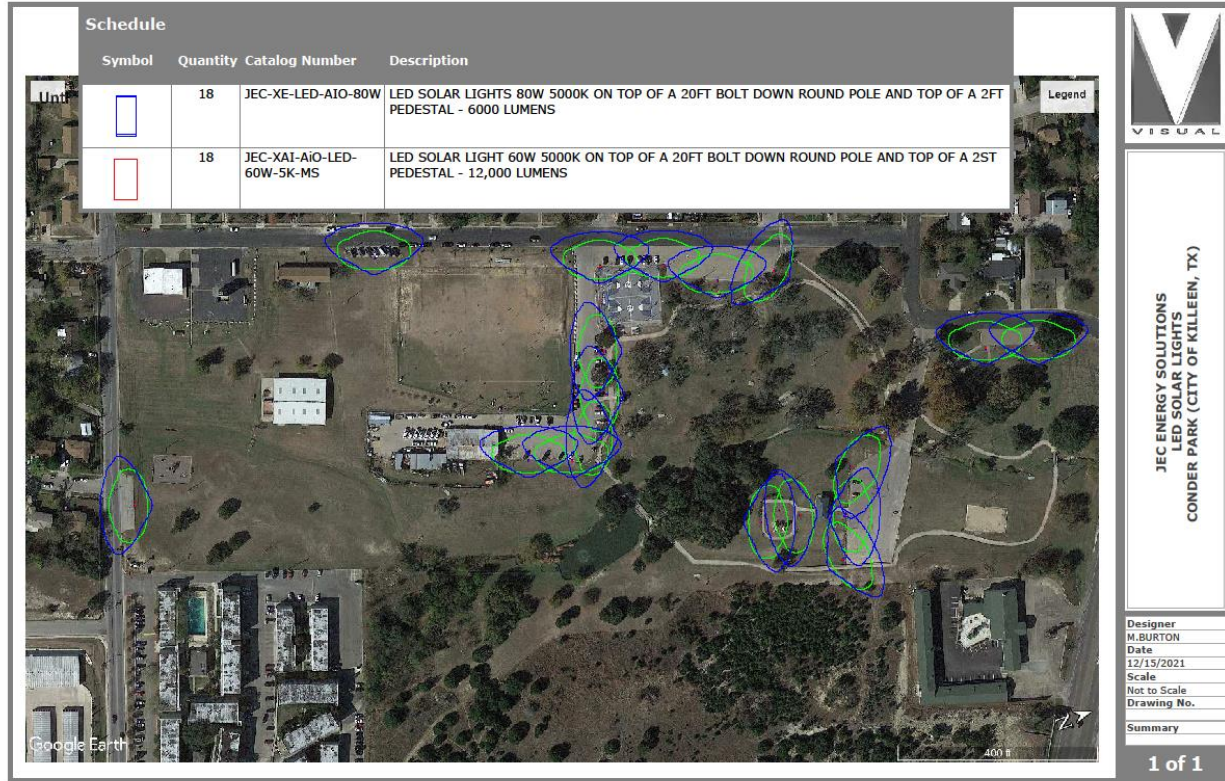 Schedule
Symbol Quantity Catalog Number Description
18 JEC-XE-LED-AIO-80W LED SOLAR LIGHTS 80W 5000K ON TOP OF A 20FT BOLT DOWN ROUND POLE AND TOP OF A 2FT
PEDESTAL - 6000 LUMENS
18 JEC-XAI-AiO-LED- LED SOLAR LIGHT 60W 5000K ON TOP OF A 20FT BOLT DOWN ROUND POLE AND TOP OF A 2ST
60W-5K-MS PEDESTAL - 12,000 LUMENS
Unti
Legend
Google Earth
400 ft
VISUAL
JEC ENERGY SOLUTIONS
LED SOLAR LIGHTS
CONDER PARK (CITY OF KILLEEN, TX)
Designer
M.BURTON
Date
12/15/2021
Scale
Not to Scale
Drawing No.
Summary
1 of 1